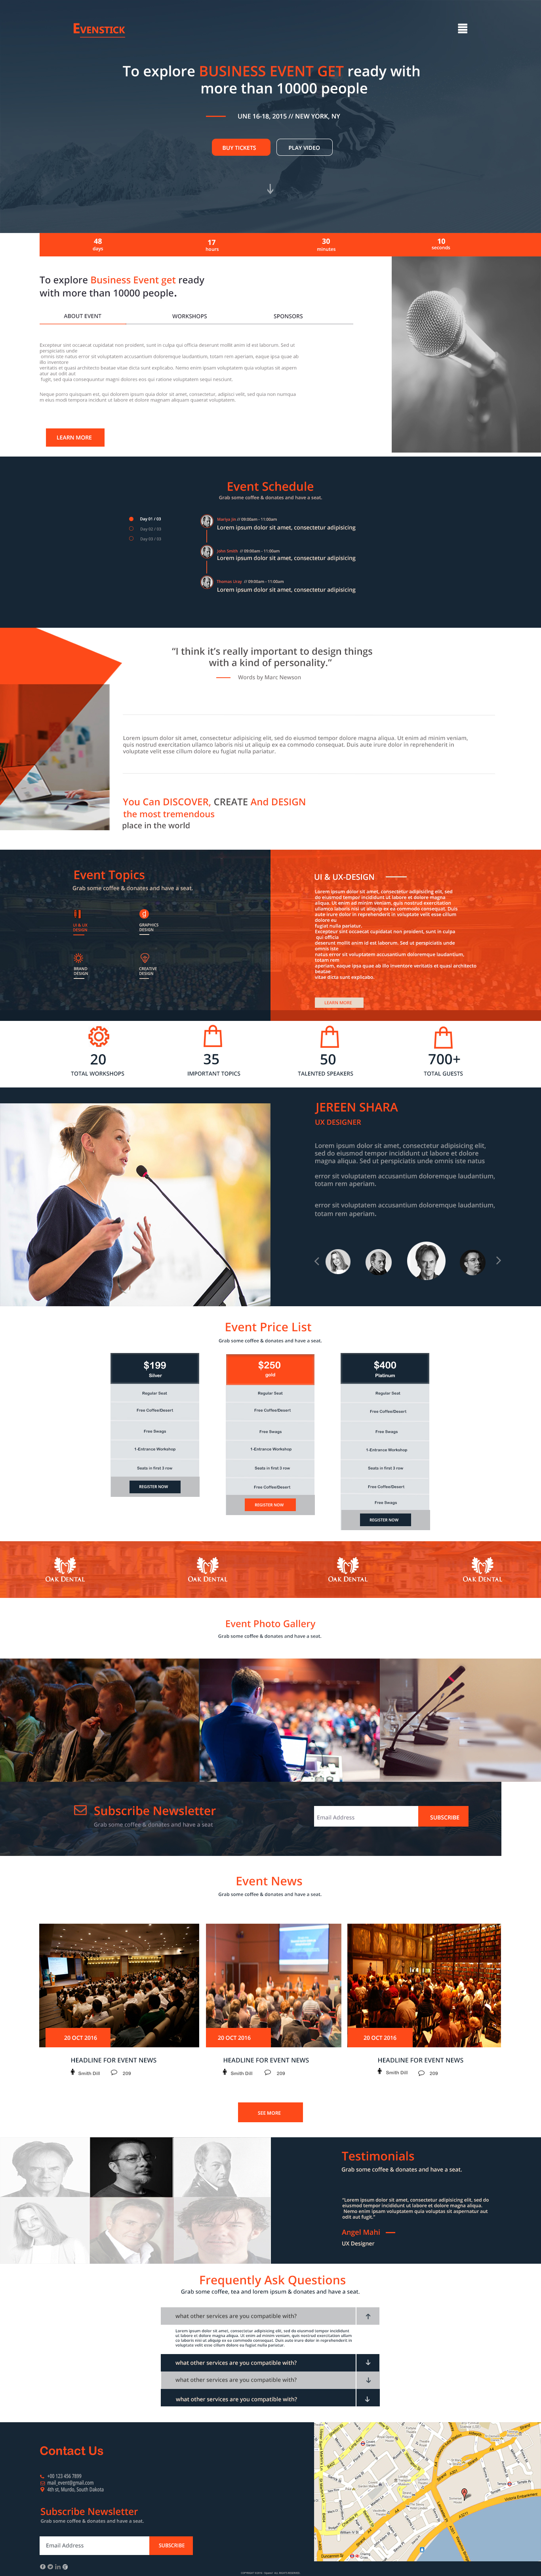 EVENSTICK
To explore BUSINESS EVENT GET ready with
more than 10000 people
UNE 16-18, 2015 // NEW YORK, NY
BUY TICKETS
PLAY VIDEO
48
days
17
hours
30
minutes
10
seconds
To explore Business Event get ready
with more than 10000 people.
ABOUT EVENT
WORKSHOPS
SPONSORS
Excepteur sint occaecat cupidatat non proident, sunt in culpa qui officia deserunt mollit anim id est laborum. Sed ut
perspiciatis unde
omnis iste natus error sit voluptatem accusantium doloremque laudantium, totam rem aperiam, eaque ipsa quae ab
illo inventore
veritatis et quasi architecto beatae vitae dicta sunt explicabo. Nemo enim ipsam voluptatem quia voluptas sit aspern
atur aut odit aut
fugit, sed quia consequuntur magni dolores eos qui ratione voluptatem sequi nesciunt.
Neque porro quisquam est, qui dolorem ipsum quia dolor sit amet, consectetur, adipisci velit, sed quia non numqua
m eius modi tempora incidunt ut labore et dolore magnam aliquam quaerat voluptatem.
LEARN MORE
Event Schedule
Grab some coffee & donates and have a seat.
Day 01 / 03
Day 02 / 03
Day 03 / 03
Mariya jis // 09:00am - 11:00am
Lorem ipsum dolor sit amet, consectetur adipisicing
John Smith // 09:00am - 11:00am
Lorem ipsum dolor sit amet, consectetur adipisicing
Thomas Gray // 09:00am - 11:00am
Lorem ipsum dolor sit amet, consectetur adipisicing
“I think it’s really important to design things
with a kind of personality.”
Words by Marc Newson
Lorem ipsum dolor sit amet, consectetur adipisicing elit, sed do eiusmod tempor dolore magna aliqua. Ut enim ad minim veniam,
quis nostrud exercitation ullamco laboris nisi ut aliquip ex ea commodo consequat. Duis aute irure dolor in reprehenderit in
voluptate velit esse cillum dolore eu fugiat nulla pariatur.
You Can DISCOVER, CREATE And DESIGN
the most tremendous
place in the world
Event Topics
Grab some coffee & donates and have a seat.
UI & UX
DESIGN
GRAPHICS
DESIGN
BRAND
DESIGN
CREATIVE
DESIGN
UI & UX-DESIGN
Lorem ipsum dolor sit amet, consectetur adipisicing elit, sed
do eiusmod tempor incididunt ut labore et dolore magna
aliqua. Ut enim ad minim veniam, quis nostrud exercitation
ullamco laboris nisi ut aliquip ex ea commodo consequat. Duis
aute irure dolor in reprehenderit in voluptate velit esse cillum
dolore eu
fugiat nulla pariatur.
Excepteur sint occaecat cupidatat non proident, sunt in culpa
qui officia
deserunt mollit anim id est laborum. Sed ut perspiciatis unde
omnis iste
natus error sit voluptatem accusantium doloremque laudantium,
totam rem
aperiam, eaque ipsa quae ab illo inventore veritatis et quasi architecto
beatae
vitae dicta sunt explicabo.
LEARN MORE
20
TOTAL WORKSHOPS
35
IMPORTANT TOPICS
50
TALENTED SPEAKERS
700+
TOTAL GUESTS
JEREEN SHARA
UX DESIGNER
Lorem ipsum dolor sit amet, consectetur adipisicing elit,
sed do eiusmod tempor incididunt ut labore et dolore
magna aliqua. Sed ut perspiciatis unde omnis iste natus
error sit voluptatem accusantium doloremque laudantium,
totam rem aperiam.
error sit voluptatem accusantium doloremque laudantium,
totam rem aperiam.
Event Price List
Grab some coffee & donates and have a seat.
$199
Silver
Regular Seat
Free Coffee/Desert
Free Swags
1-Entrance Workshop
Seats in first 3 row
REGISTER NOW
$250
gold
Regular Seat
Free Coffee/Desert
Free Swags
1-Entrance Workshop
Seats in first 3 row
Free Coffee/Desert
REGISTER NOW
$400
Platinum
Regular Seat
Free Coffee/Desert
Free Swags
1-Entrance Workshop
Seats in first 3 row
Free Coffee/Desert
Free Swags
REGISTER NOW
OAK DENTAL
OAK DENTAL
OAK DENTAL
OAK DENTAL
Event Photo Gallery
Grab some coffee & donates and have a seat.
Subscribe Newsletter
Grab some coffee & donates and have a seat
Email Address
SUBSCRIBE
Event News
Grab some coffee & donates and have a seat.
20 OCT 2016
20 OCT 2016
20 OCT 2016
HEADLINE FOR EVENT NEWS
Smith Dill 209
HEADLINE FOR EVENT NEWS
Smith Dill 209
HEADLINE FOR EVENT NEWS
Smith Dill 209
SEE MORE
Testimonials
Grab some coffee & donates and have a seat.
“Lorem ipsum dolor sit amet, consectetur adipisicing elit, sed do
eiusmod tempor incididunt ut labore et dolore magna aliqua.
Nemo enim ipsam voluptatem quia voluptas sit aspernatur aut
odit aut fugit.”
Angel Mahi
UX Designer
Frequently Ask Questions
Grab some coffee, tea and lorem ipsum & donates and have a seat.
what other services are you compatible with?
Lorem ipsum dolor sit amet, consectetur adipisicing elit, sed do eiusmod tempor incididunt
ut labore et dolore magna aliqua. Ut enim ad minim veniam, quis nostrud exercitation ullam
co laboris nisi ut aliquip ex ea commodo consequat. Duis aute irure dolor in reprehenderit in
voluptate velit esse cillum dolore eu fugiat nulla pariatur.
what other services are you compatible with?
what other services are you compatible with?
what other services are you compatible with?
Contact Us
+00 123 456 7899
mail_event@gmail.com
4th st, Murdo, South Dakota
Subscribe Newsletter
Grab some coffee & donates and have a seat.
Email Address
SUBSCRIBE